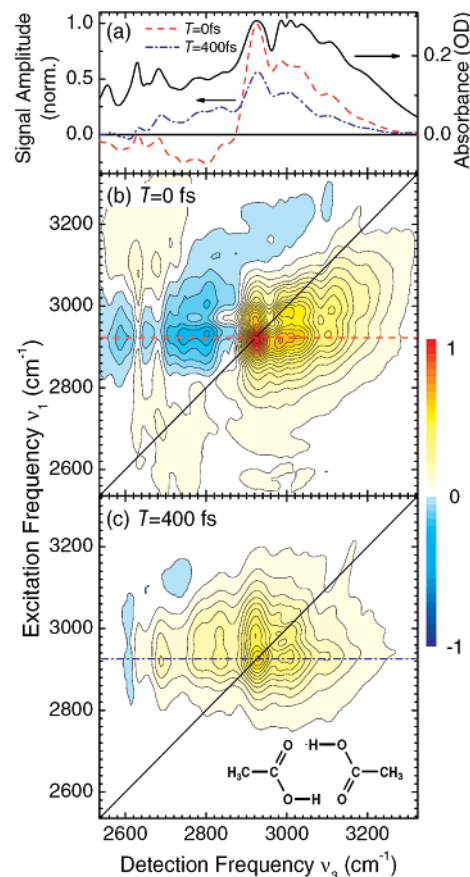 (a)
T=0fs
T=400fs
Signal Amplitude
(norm.)
1.0
0.5
0.0
Absorbance (OD)
0.3
0.0
(b) T=0 fs
3200
3000
2800
2600
Excitation Frequency ν1 (cm-1)
1
0
-1
(c) T=400 fs
3200
3000
2800
2600
H3C
O
O—H
·H—O
O
CH3
2600 2800 3000 3200
Detection Frequency ν3 (cm-1)